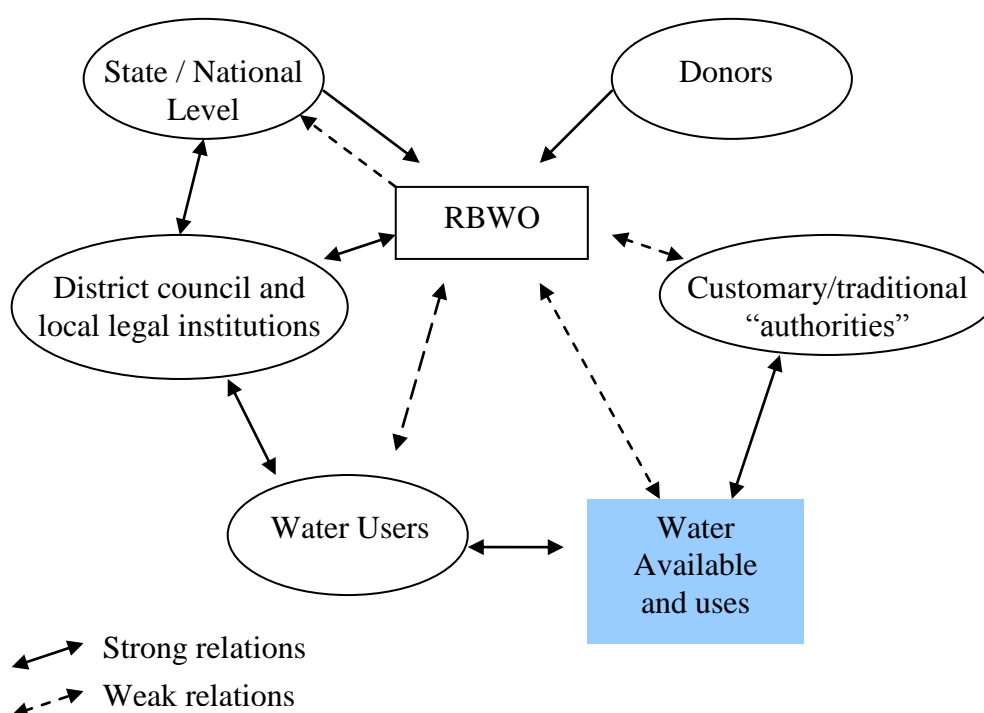 State / National
Level
Donors
RBWO
District council and
local legal institutions
Customary/traditional
“authorities”
Water Users
Water
Available
and uses
Strong relations
Weak relations